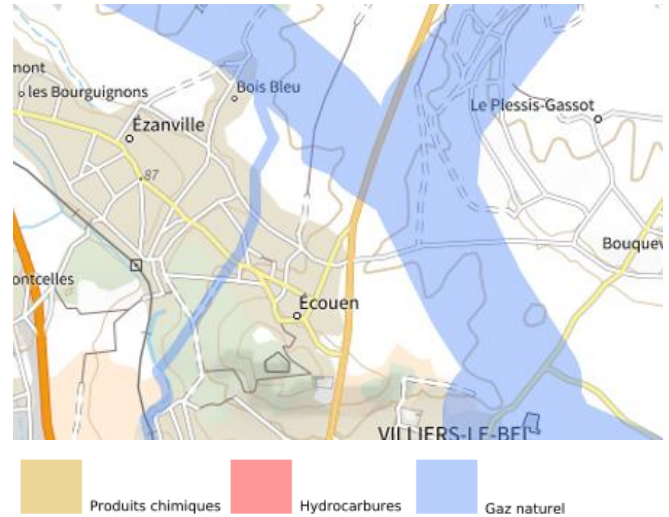 mont
les Bourguignons
Bois Bleu
Le Plessis-Gassot
Ézanville
87
Bouquev
ontcelles
Écouen
VILLIERS-LE-BEL
Produits chimiques
Hydrocarbures
Gaz naturel